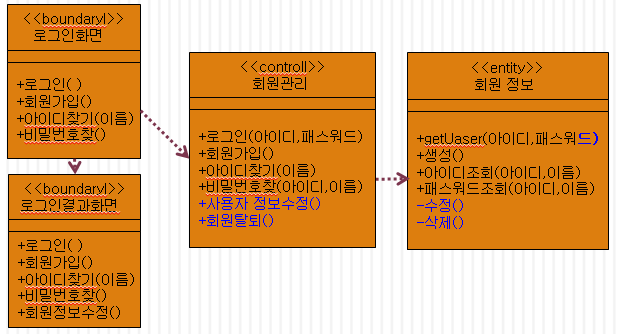 <<boundaryl>>
로그인화면
+로그인( )
+회원가입()
+아이디찾기(이름)
+비밀번호찾()
<<boundaryl>>
로그인결과화면
+로그인( )
+회원가입()
+아이디찾기(이름)
+비밀번호찾()
+회원정보수정()
<<controll>>
회원관리
+로그인(아이디,패스워드)
+회원가입()
+아이디찾기(이름)
+비밀번호찾(아이디,이름)
+사용자 정보수정()
+회원탈퇴()
<<entity>>
회원 정보
+getUaser(아이디,패스워드)
+생성()
+아이디조회(아이디,이름)
+패스워드조회(아이디,이름)
-수정()
-삭제()